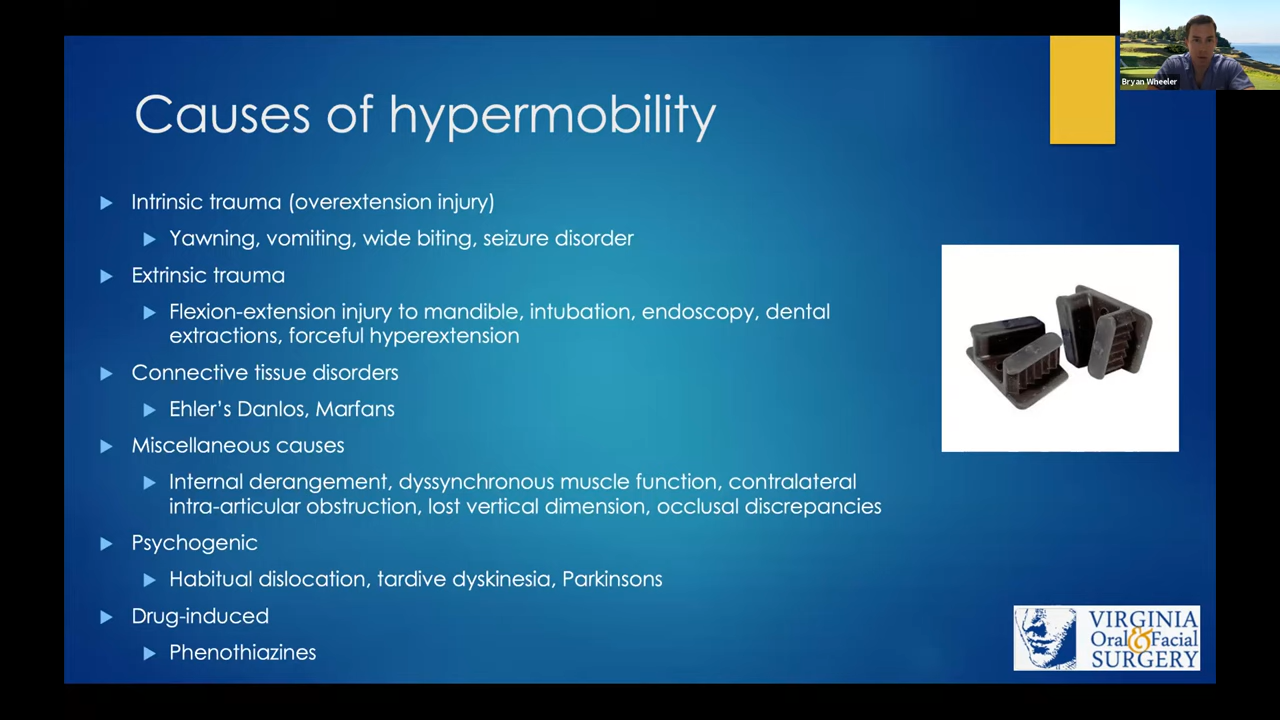 Bryan Wheeler
Causes of hypermobility
Intrinsic trauma (overextension injury)
Yawning, vomiting, wide biting, seizure disorder
Extrinsic trauma
Flexion-extension injury to mandible, intubation, endoscopy, dental
extractions, forceful hyperextension
Connective tissue disorders
Ehler's Danlos, Marfans
Miscellaneous causes
Internal derangement, dyssynchronous muscle function, contralateral
intra-articular obstruction, lost vertical dimension, occlusal discrepancies
Psychogenic
Habitual dislocation, tardive dyskinesia, Parkinsons
Drug-induced
Phenothiazines
VIRGINIA
Oral & Facial
SURGERY